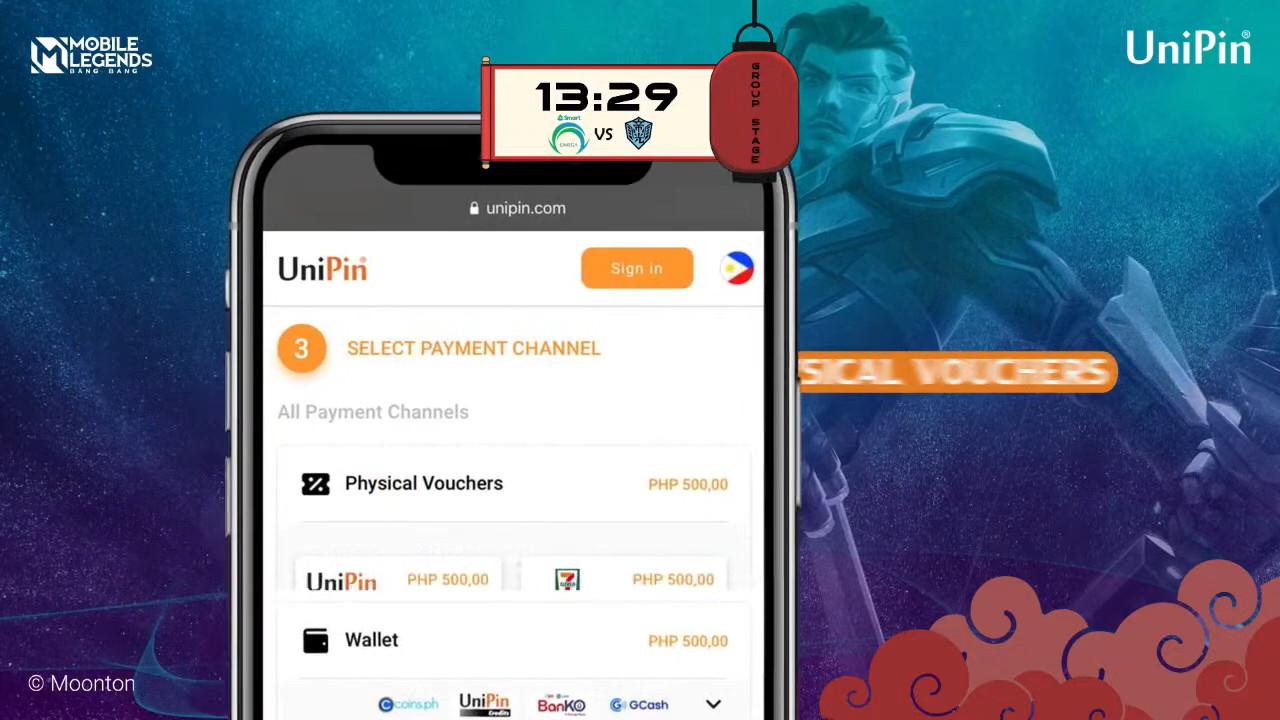 MOBILE
LEGENDS
BANG BANG
UniPin®
13:29
Smart
OMEGA
VS
GROUP STAGE
unipin.com
UniPin
Sign in
3
SELECT PAYMENT CHANNEL
SICAL VOUCHERS
All Payment Channels
Physical Vouchers
PHP 500,00
UniPin
PHP 500,00
7
PHP 500,00
Wallet
PHP 500,00
coins.ph
UniPin
Credits
BanKO
GCash
© Moonton